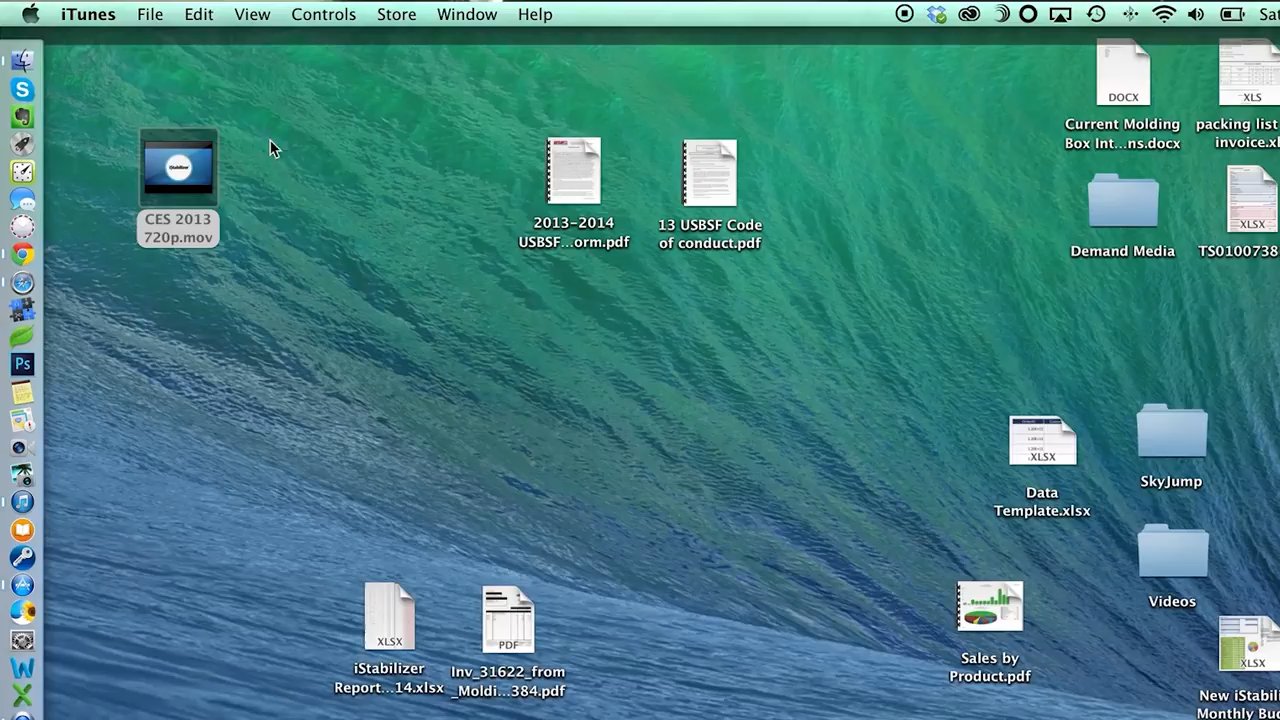 iTunes File Edit View Controls Store Window Help
DOCX
Current Molding
Box Int...ns.docx
XLS
packing list
invoice.xl
iStabilizer
CES 2013
720p.mov
2013-2014
USBSF...orm.pdf
13 USBSF Code
of conduct.pdf
Demand Media
XLSX
TS0100738
S
Ps
XLSX
Data
Template.xlsx
SkyJump
Videos
XLSX
iStabilizer
Report...14.xlsx
PDF
Inv_31622_from
_Moldi...384.pdf
Sales by
Product.pdf
XLSX
New iStabil
Monthly Bu
W
X